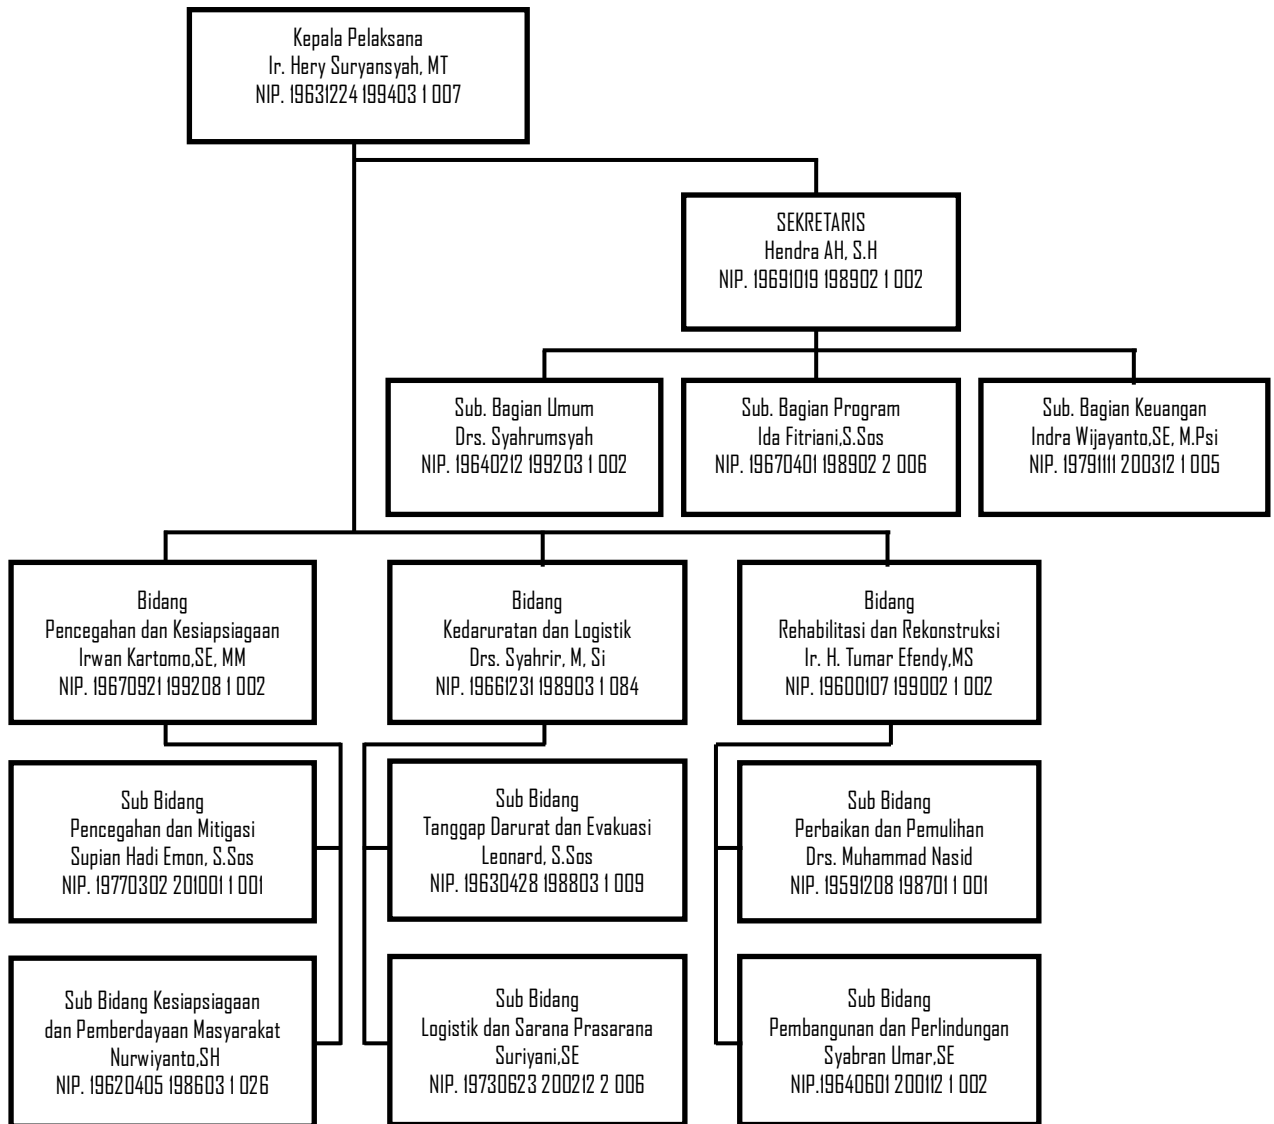 Kepala Pelaksana
Ir. Hery Suryansyah, MT
NIP. 19631224 199403 1 007
SEKRETARIS
Hendra AH, S.H
NIP. 19691019 198902 1 002
Sub. Bagian Umum
Drs. Syahrumsyah
NIP. 19640212 199203 1 002
Sub. Bagian Program
Ida Fitriani,S.Sos
NIP. 19670401 198902 2 006
Sub. Bagian Keuangan
Indra Wijayanto,SE, M.Psi
NIP. 19791111 200312 1 005
Bidang
Pencegahan dan Kesiapsiagaan
Irwan Kartomo,SE, MM
NIP. 19670921 199208 1 002
Bidang
Kedaruratan dan Logistik
Drs. Syahrir, M, Si
NIP. 19661231 198903 1 084
Bidang
Rehabilitasi dan Rekonstruksi
Ir. H. Tumar Efendy,MS
NIP. 19600107 199002 1 002
Sub Bidang
Pencegahan dan Mitigasi
Supian Hadi Emon, S.Sos
NIP. 19770302 201001 1 001
Sub Bidang
Tanggap Darurat dan Evakuasi
Leonard, S.Sos
NIP. 19630428 198803 1 009
Sub Bidang
Perbaikan dan Pemulihan
Drs. Muhammad Nasid
NIP. 19591208 198701 1 001
Sub Bidang Kesiapsiagaan
dan Pemberdayaan Masyarakat
Nurwiyanto,SH
NIP. 19620405 198603 1 026
Sub Bidang
Logistik dan Sarana Prasarana
Suriyani,SE
NIP. 19730623 200212 2 006
Sub Bidang
Pembangunan dan Perlindungan
Syabran Umar,SE
NIP.19640601 200112 1 002